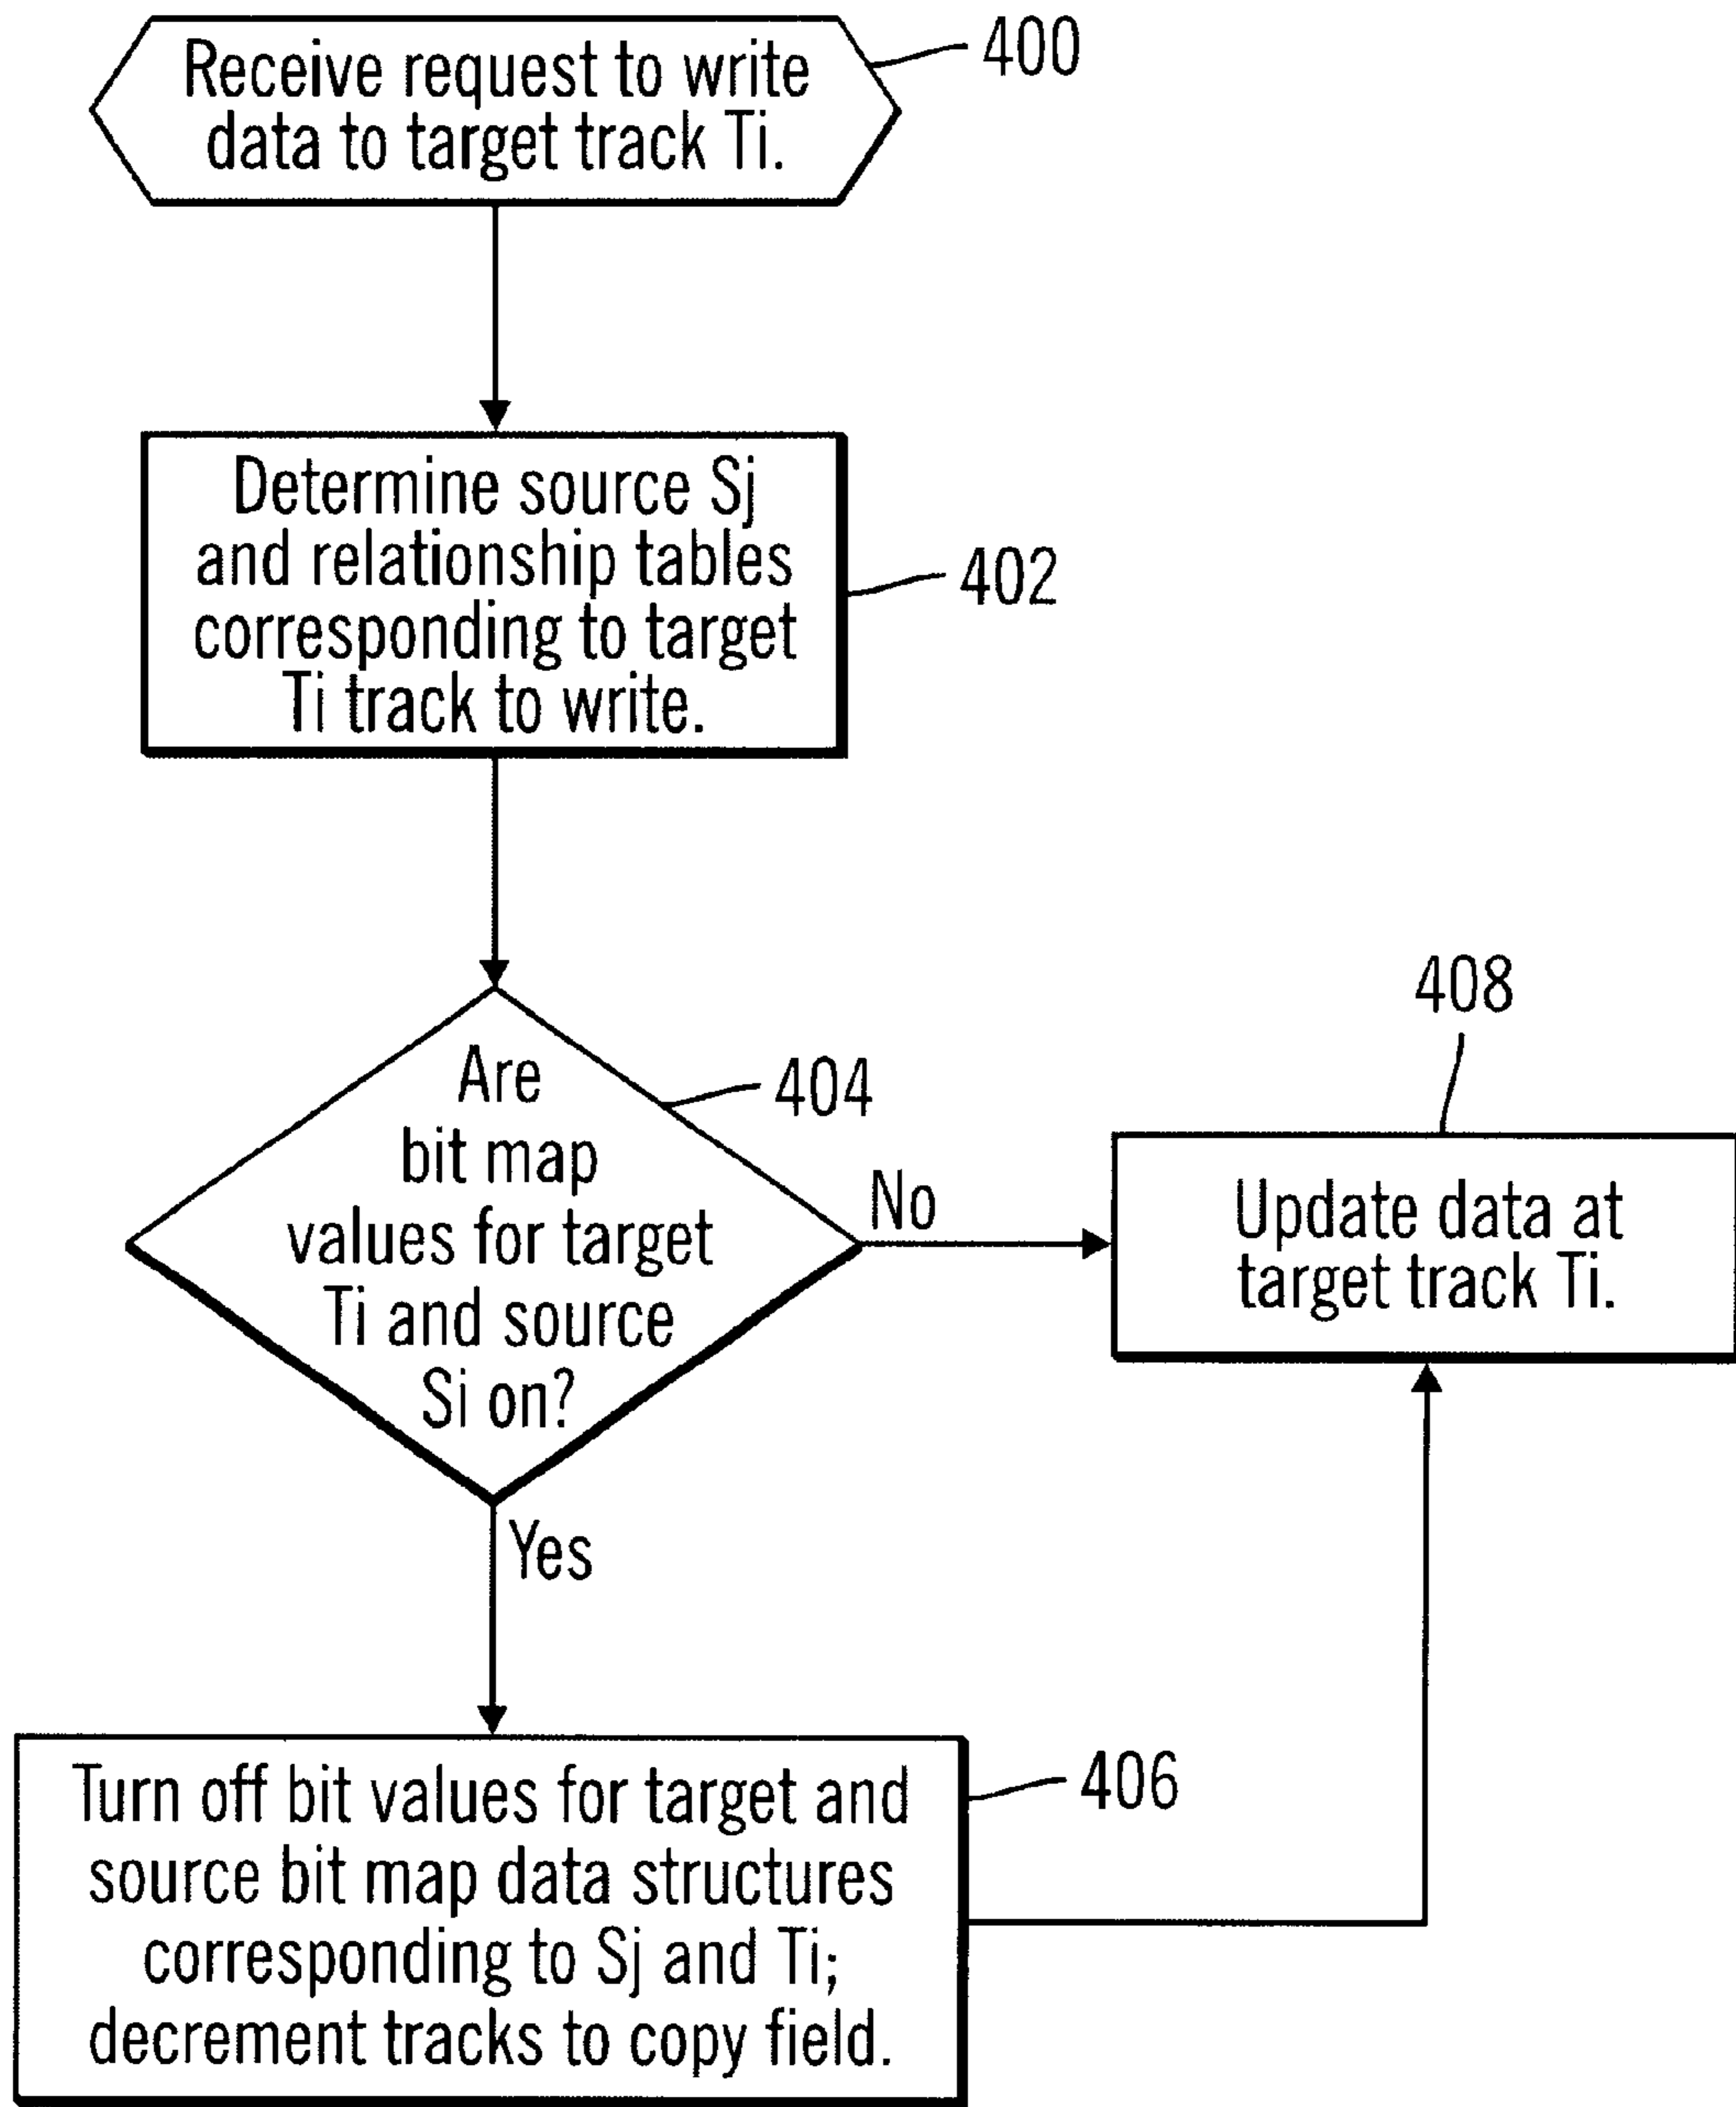 Receive request to write
data to target track Ti.
400
Determine source Sj
and relationship tables
corresponding to target
Ti track to write.
402
Are
bit map
values for target
Ti and source
Si on?
404
No
408
Update data at
target track Ti.
Yes
Turn off bit values for target and
source bit map data structures
corresponding to Sj and Ti;
decrement tracks to copy field.
406